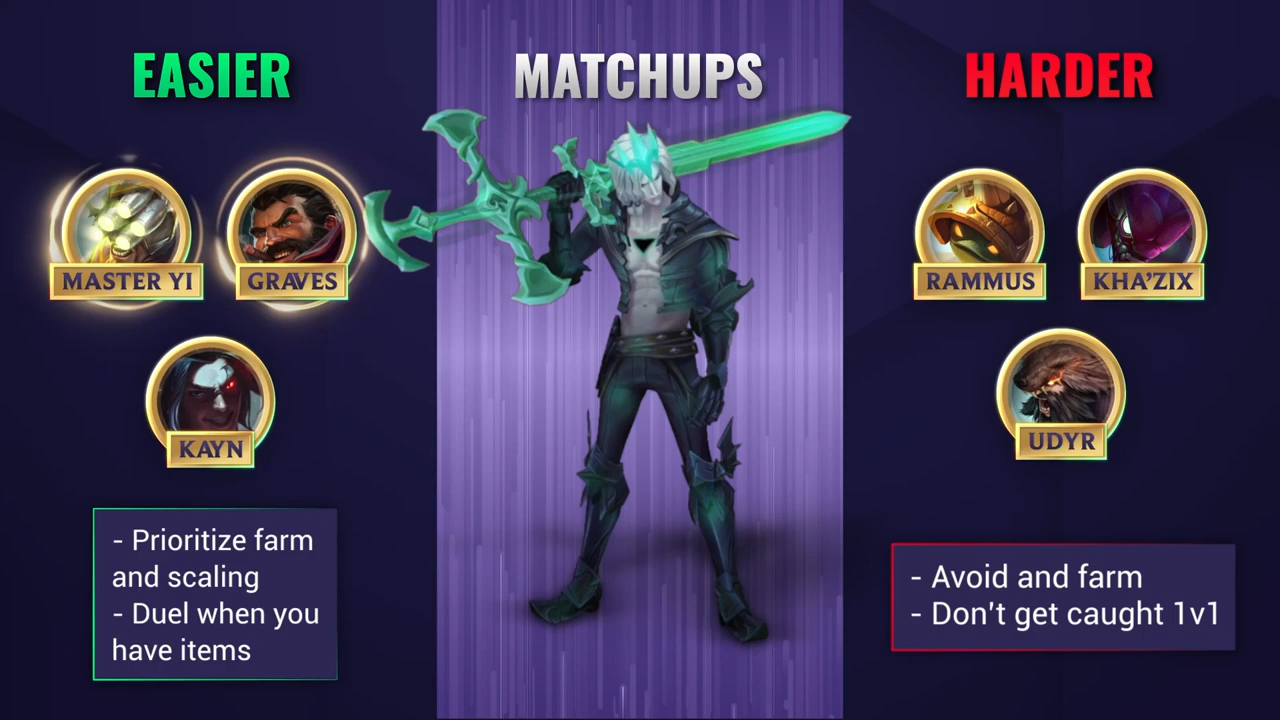 EASIER
MASTER YI
GRAVES
KAYN
- Prioritize farm
and scaling
- Duel when you
have items
MATCHUPS
HARDER
RAMMUS
KHA'ZIX
UDYR
- Avoid and farm
- Don't get caught 1v1